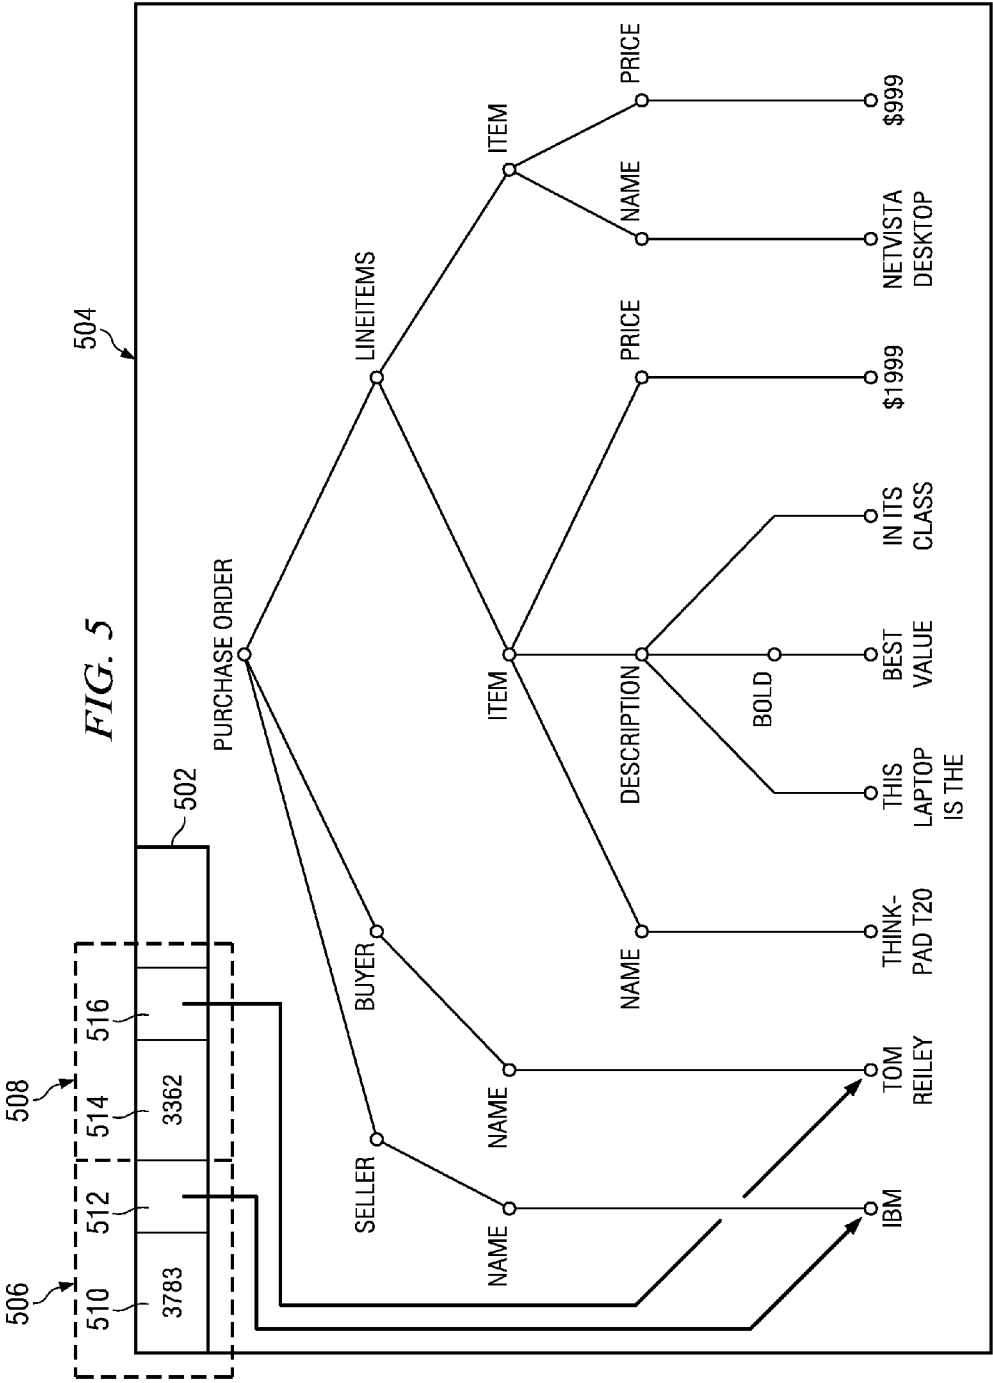 FIG. 5
506
508
504
510
512
514
516
502
3783
3362
PURCHASE ORDER
SELLER
BUYER
LINEITEMS
NAME
NAME
ITEM
ITEM
NAME
DESCRIPTION
PRICE
NAME
PRICE
BOLD
IBM
TOM
REILEY
THINK-
PAD T20
THIS
LAPTOP
IS THE
BEST
VALUE
IN ITS
CLASS
$1999
NETVISTA
DESKTOP
$999